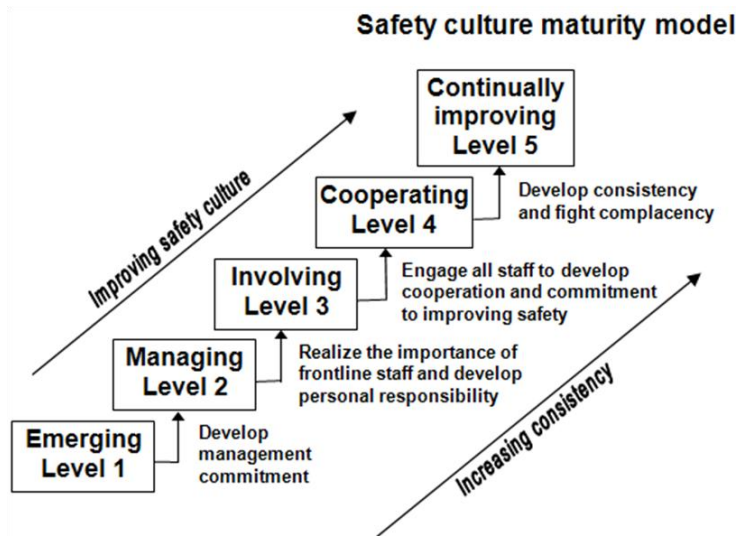 Safety culture maturity model
Continually
improving
Level 5
Develop consistency
and fight complacency
Cooperating
Level 4
Engage all staff to develop
cooperation and commitment
to improving safety
Improving safety culture
Involving
Level 3
Realize the importance of
frontline staff and develop
personal responsibility
Managing
Level 2
Develop
management
commitment
Emerging
Level 1
Increasing consistency